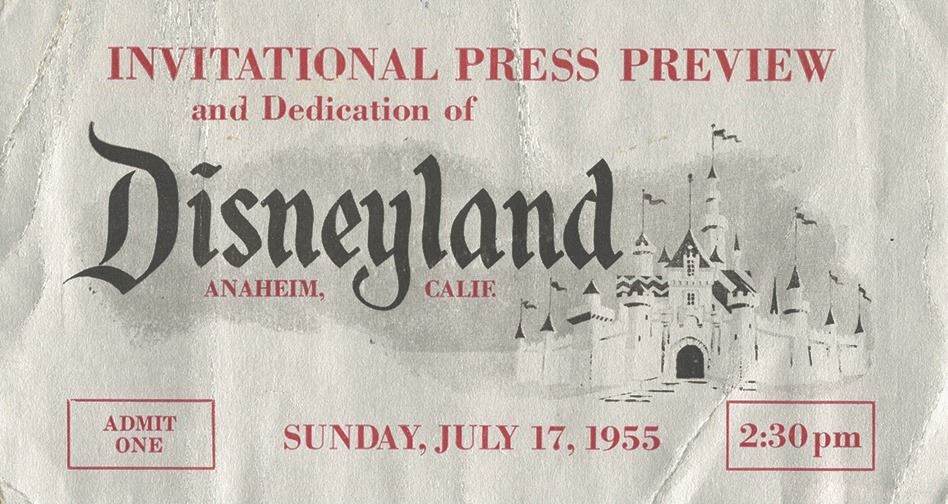 INVITATIONAL PRESS PREVIEW
and Dedication of
Disneyland
ANAHEIM, CALIF.
ADMIT
ONE
SUNDAY, JULY 17, 1955
2:30 pm